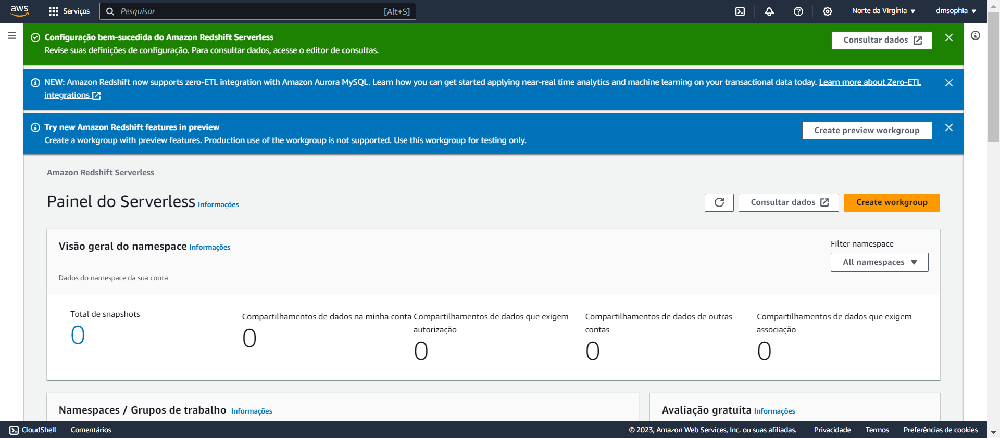 aws Serviços Pesquisar [Alt+S] Norte da Virgínia dmsophia
Configuração bem-sucedida do Amazon Redshift Serverless
Revise suas definições de configuração. Para consultar dados, acesse o editor de consultas.
Consultar dados
NEW: Amazon Redshift now supports zero-ETL integration with Amazon Aurora MySQL. Learn how you can get started applying near-real time analytics and machine learning on your transactional data today. Learn more about Zero-ETL
integrations
Try new Amazon Redshift features in preview
Create a workgroup with preview features. Production use of the workgroup is not supported. Use this workgroup for testing only.
Create preview workgroup
Amazon Redshift Serverless
Painel do Serverless Informações
Consultar dados
Create workgroup
Visão geral do namespace Informações
Filter namespace
All namespaces
Dados do namespace da sua conta
Total de snapshots
0
Compartilhamentos de dados na minha conta
0
Compartilhamentos de dados que exigem
autorização
0
Compartilhamentos de dados de outras
contas
0
Compartilhamentos de dados que exigem
associação
0
Namespaces / Grupos de trabalho Informações
Avaliação gratuita Informações
CloudShell Comentários © 2023, Amazon Web Services, Inc. ou suas afiliadas. Privacidade Termos Preferências de cookies